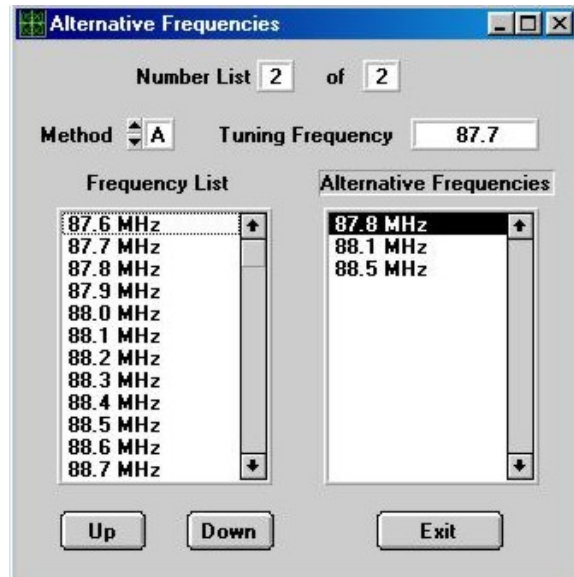 Alternative Frequencies
Number List 2 of 2
Method A Tuning Frequency 87.7
Frequency List
87.6 MHz
87.7 MHz
87.8 MHz
87.9 MHz
88.0 MHz
88.1 MHz
88.2 MHz
88.3 MHz
88.4 MHz
88.5 MHz
88.6 MHz
88.7 MHz
Alternative Frequencies
87.8 MHz
88.1 MHz
88.5 MHz
Up Down Exit